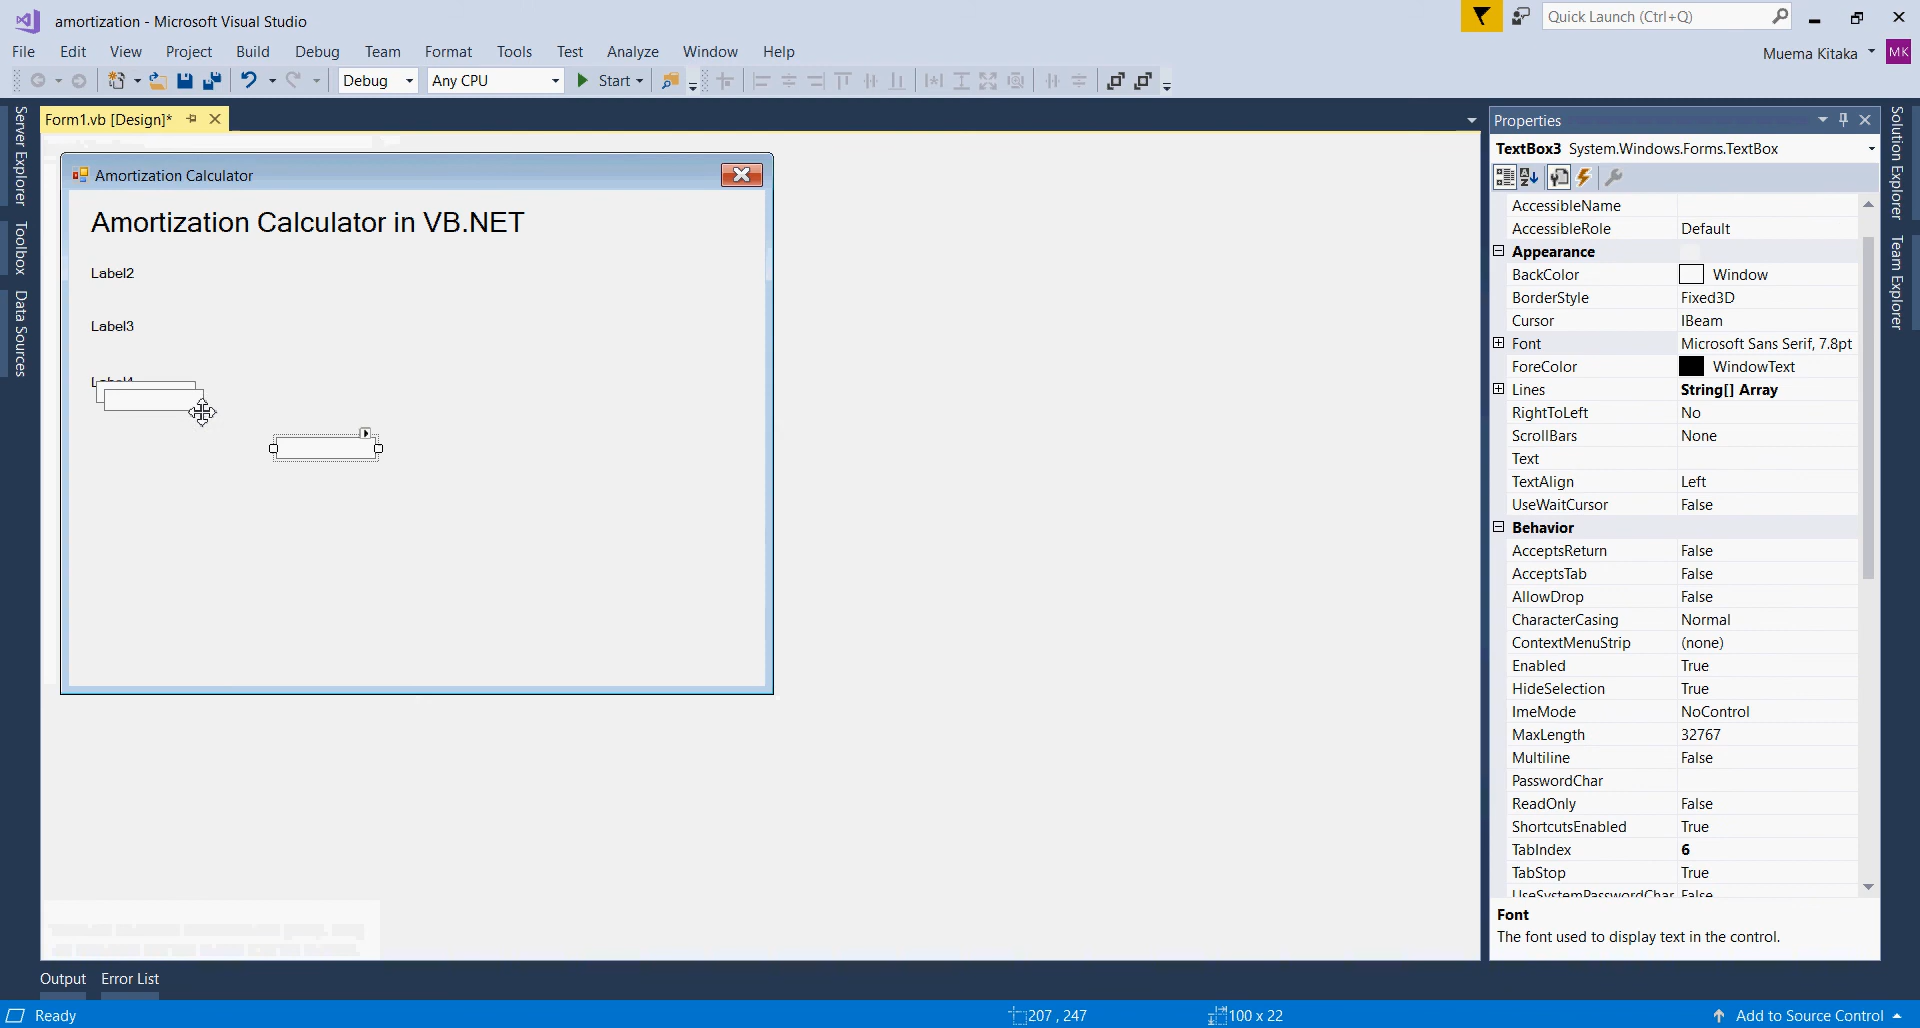 amortization - Microsoft Visual Studio
Quick Launch (Ctrl+Q)
File Edit View Project Build Debug Team Format Tools Test Analyze Window Help
Muema Kitaka MK
Debug Any CPU Start
Form1.vb [Design]*
Server Explorer
Toolbox
Data Sources
Amortization Calculator
Amortization Calculator in VB.NET
Label2
Label3
Label4
Properties
TextBox3 System.Windows.Forms.TextBox
AccessibleName
AccessibleRole Default
Appearance
BackColor Window
BorderStyle Fixed3D
Cursor IBeam
Font Microsoft Sans Serif, 7.8pt
ForeColor WindowText
Lines String[] Array
RightToLeft No
ScrollBars None
Text
TextAlign Left
UseWaitCursor False
Behavior
AcceptsReturn False
AcceptsTab False
AllowDrop False
CharacterCasing Normal
ContextMenuStrip (none)
Enabled True
HideSelection True
ImeMode NoControl
MaxLength 32767
Multiline False
PasswordChar
ReadOnly False
ShortcutsEnabled True
TabIndex 6
TabStop True
UseSystemPasswordChar False
Font
The font used to display text in the control.
Solution Explorer
Team Explorer
Output Error List
Ready 207 , 247 100 x 22 Add to Source Control